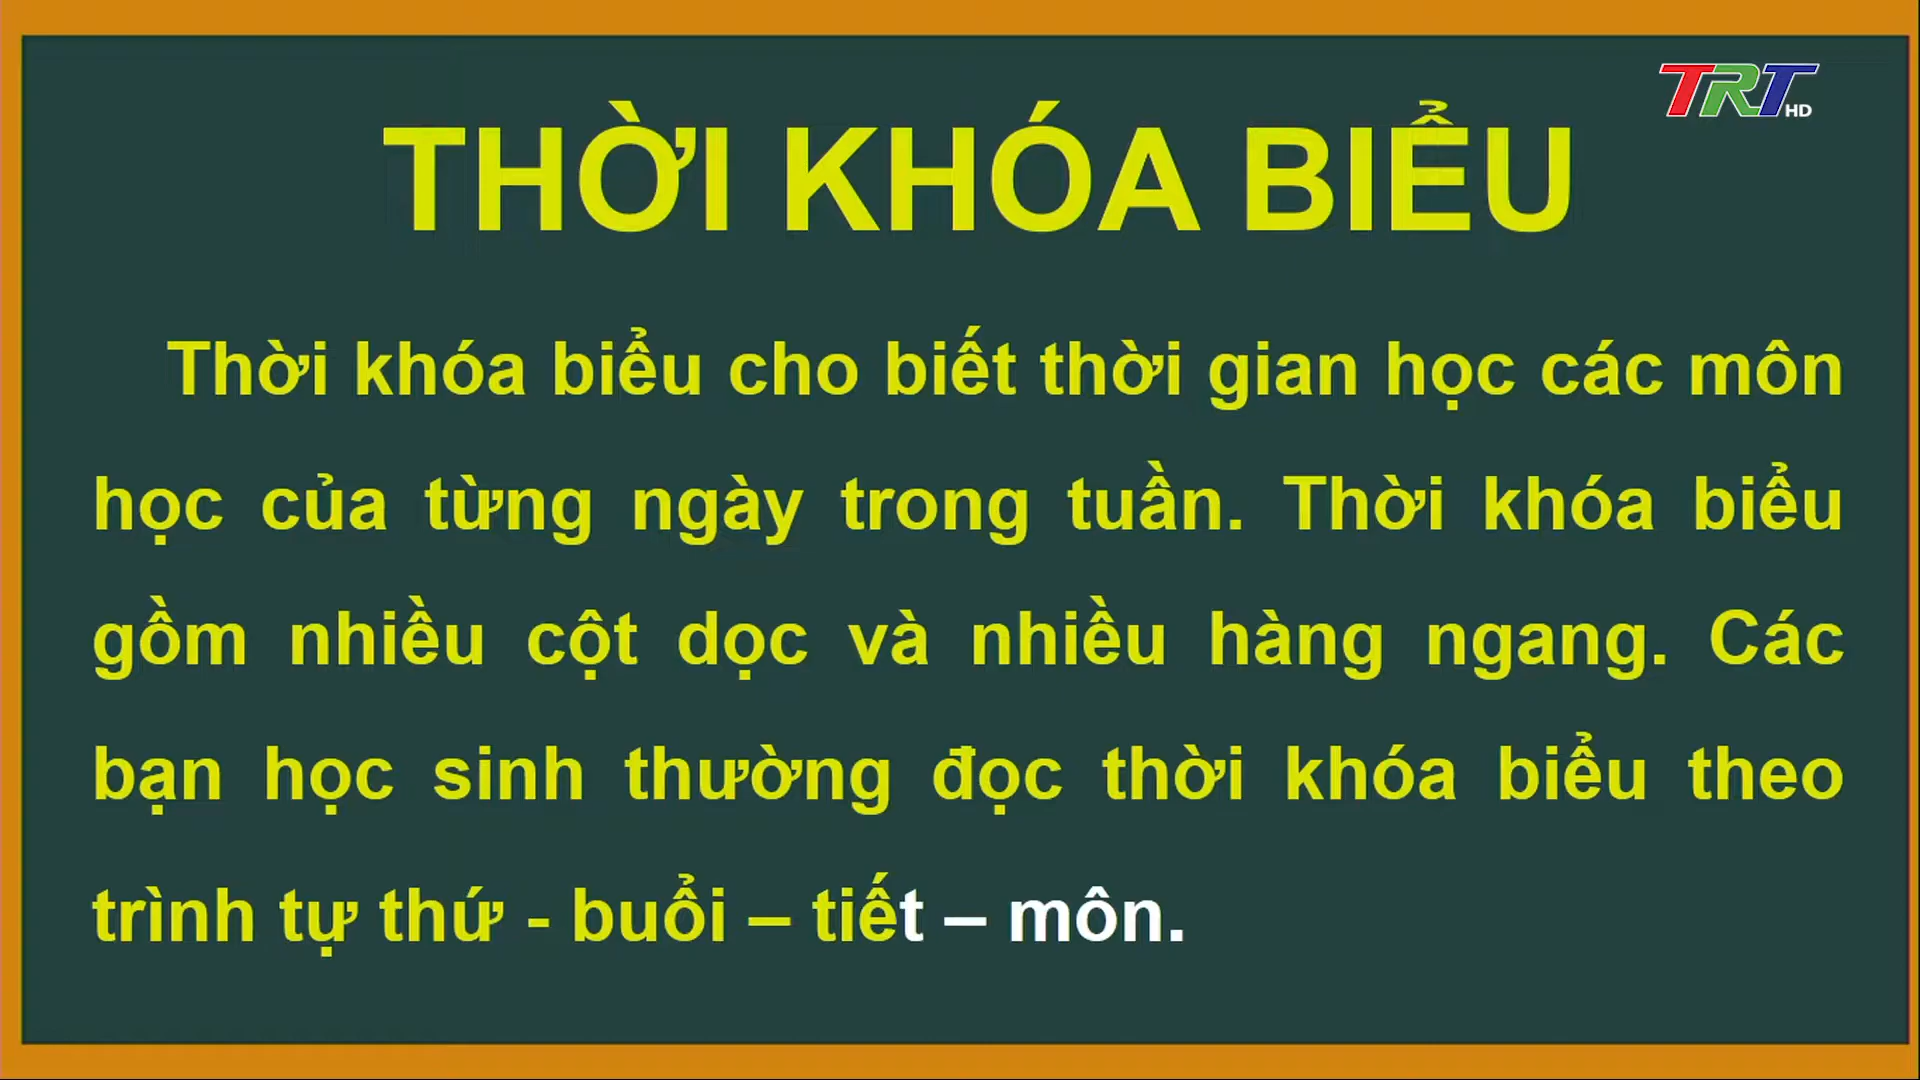 TRT HD
THỜI KHÓA BIỂU
Thời khóa biểu cho biết thời gian học các môn
học của từng ngày trong tuần. Thời khóa biểu
gồm nhiều cột dọc và nhiều hàng ngang. Các
bạn học sinh thường đọc thời khóa biểu theo
trình tự thứ - buổi – tiết – môn.